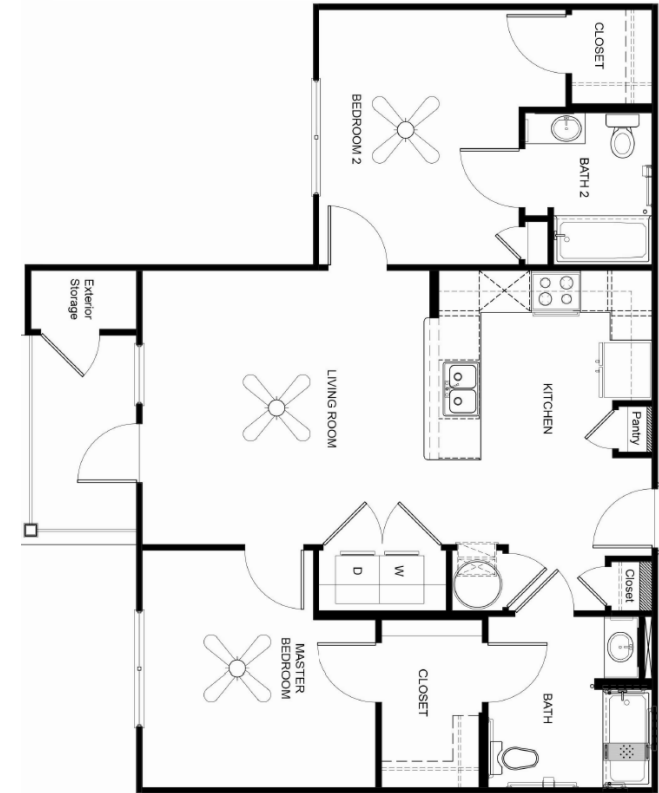 CLOSET
BEDROOM 2
BATH 2
Exterior
Storage
LIVING ROOM
KITCHEN
Pantry
D
W
Closet
MASTER
BEDROOM
CLOSET
BATH